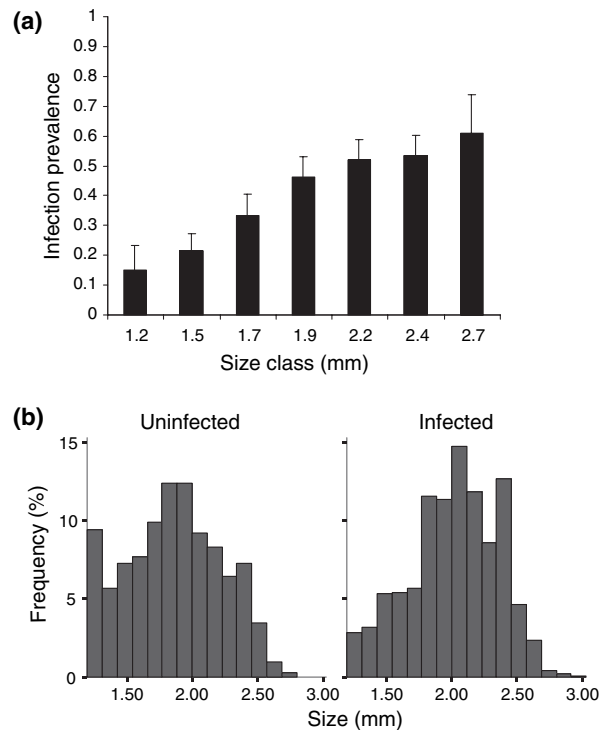 (a)
Infection prevalence
1
0.9
0.8
0.7
0.6
0.5
0.4
0.3
0.2
0.1
0
1.2 1.5 1.7 1.9 2.2 2.4 2.7
Size class (mm)
(b)
Uninfected Infected
Frequency (%)
15
10
5
0
1.50 2.00 2.50 3.00 1.50 2.00 2.50 3.00
Size (mm)